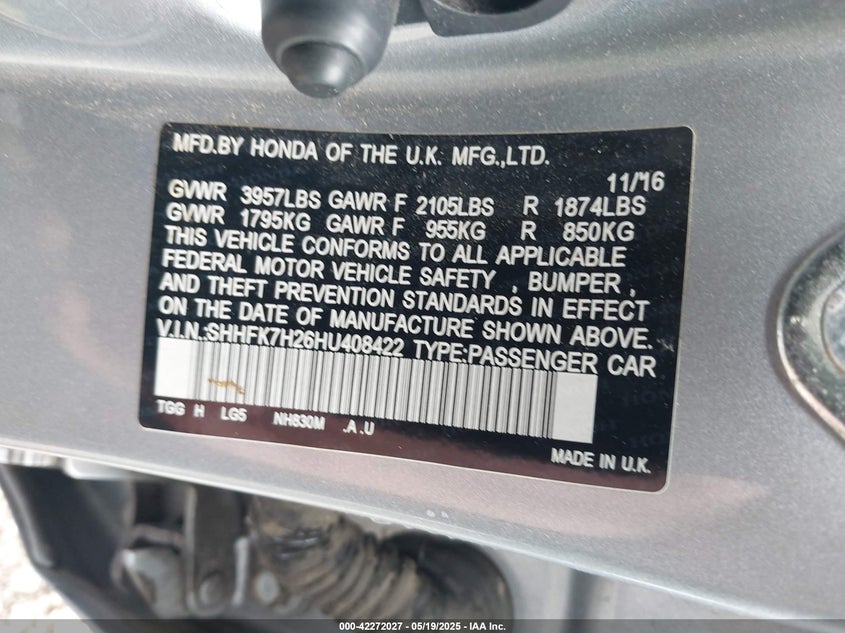 MFD.BY HONDA OF THE U.K. MFG.,LTD.
11/16
GVWR 3957LBS GAWR F 2105LBS R 1874LBS
GVWR 1795KG GAWR F 955KG R 850KG
THIS VEHICLE CONFORMS TO ALL APPLICABLE
FEDERAL MOTOR VEHICLE SAFETY , BUMPER ,
AND THEFT PREVENTION STANDARDS IN EFFECT
ON THE DATE OF MANUFACTURE SHOWN ABOVE.
V.I.N.:SHHFK7H26HU408422 TYPE:PASSENGER CAR
TGG H LG5 NH830M .A .U
MADE IN U.K.
000-42272027 - 05/19/2025 - IAA Inc.